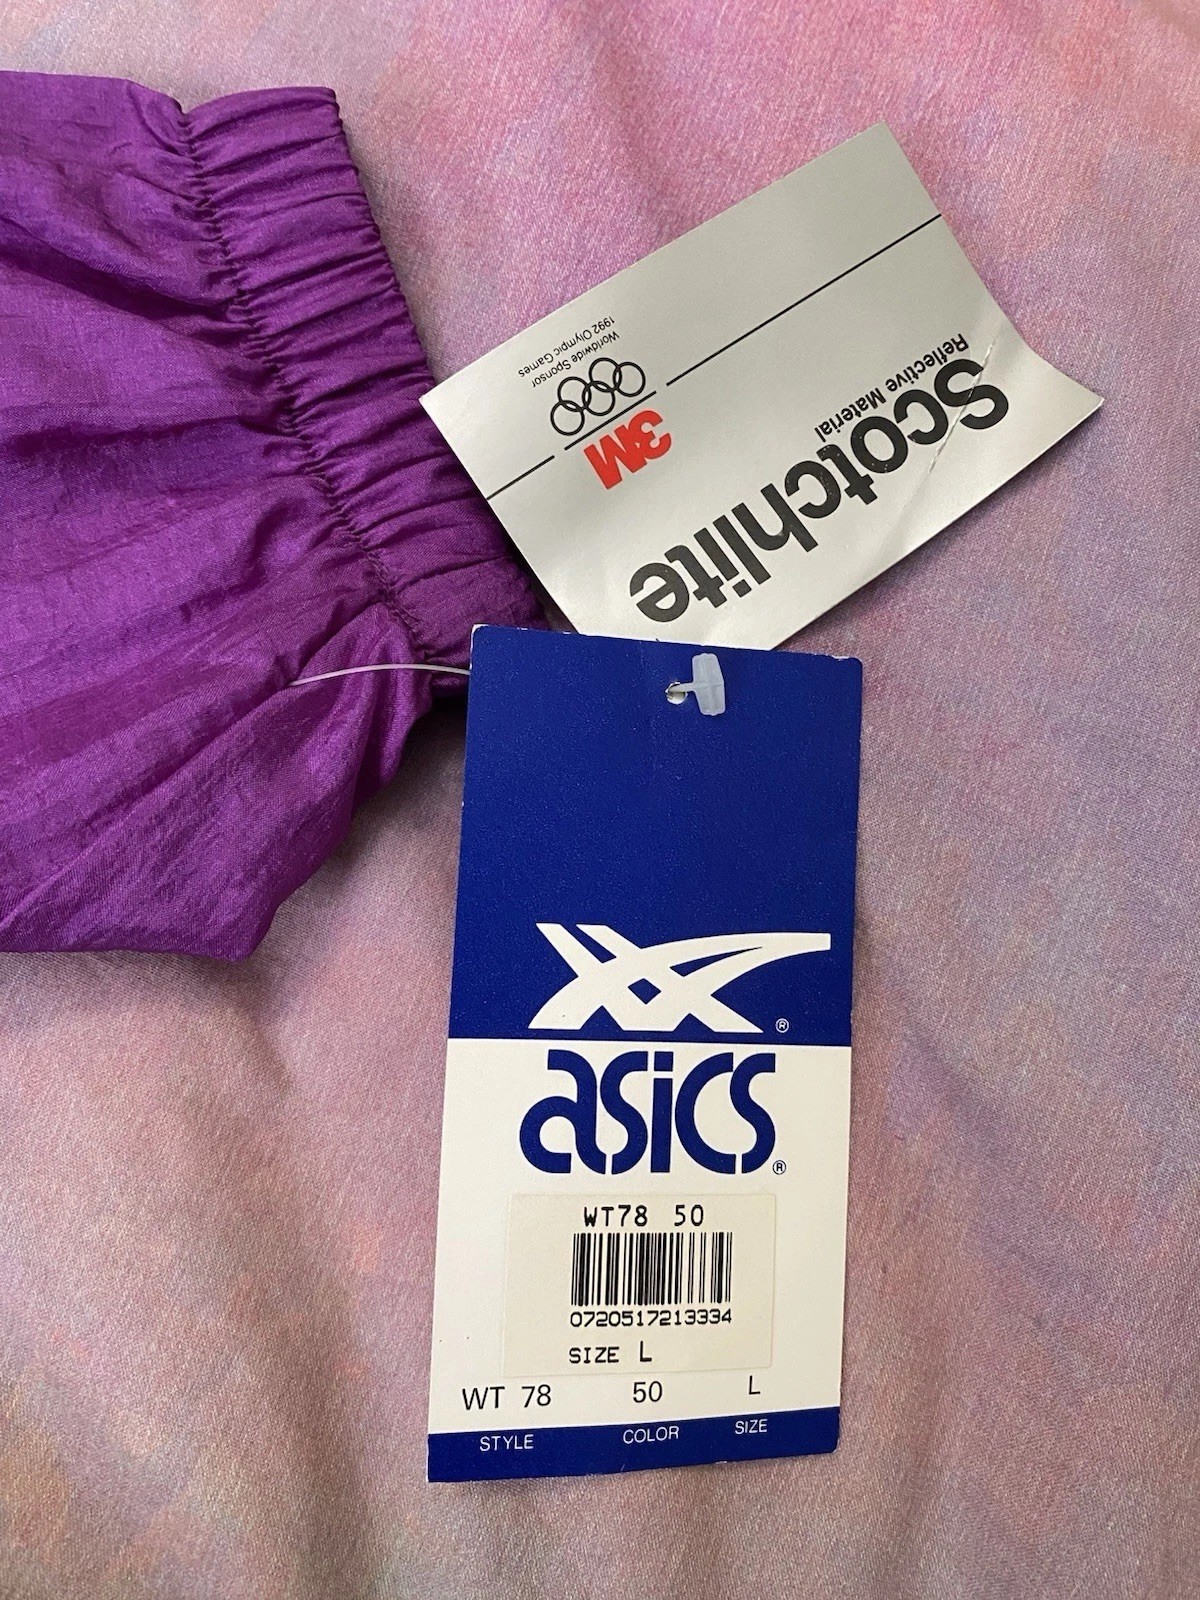 Scotchlite
Reflective Material
3M
Worldwide Sponsor
1992 Olympic Games
®
asics®
WT78 50
0720517213334
SIZE L
WT 78 50 L
STYLE COLOR SIZE